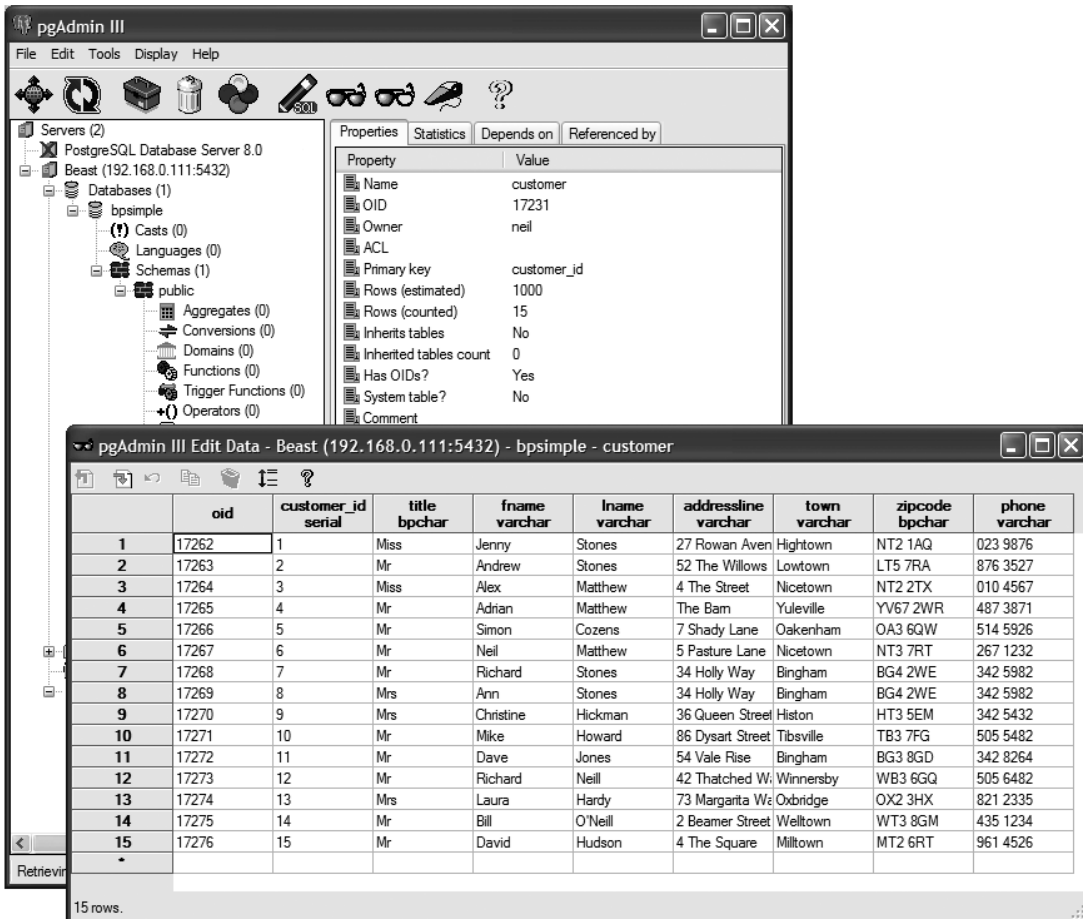 pgAdmin III
File Edit Tools Display Help
SQL
Servers (2)
PostgreSQL Database Server 8.0
Beast (192.168.0.111:5432)
Databases (1)
bpsimple
Casts (0)
Languages (0)
Schemas (1)
public
Aggregates (0)
Conversions (0)
Domains (0)
Functions (0)
Trigger Functions (0)
Operators (0)
Properties Statistics Depends on Referenced by
Property Value
Name customer
OID 17231
Owner neil
ACL
Primary key customer_id
Rows (estimated) 1000
Rows (counted) 15
Inherits tables No
Inherited tables count 0
Has OIDs? Yes
System table? No
Comment
pgAdmin III Edit Data - Beast (192.168.0.111:5432) - bpsimple - customer
oid customer_id serial title bpchar fname varchar lname varchar addressline varchar town varchar zipcode bpchar phone varchar
1 17262 1 Miss Jenny Stones 27 Rowan Aven Hightown NT2 1AQ 023 9876
2 17263 2 Mr Andrew Stones 52 The Willows Lowtown LT5 7RA 876 3527
3 17264 3 Miss Alex Matthew 4 The Street Nicetown NT2 2TX 010 4567
4 17265 4 Mr Adrian Matthew The Barn Yuleville YV67 2WR 487 3871
5 17266 5 Mr Simon Cozens 7 Shady Lane Oakenham OA3 6QW 514 5926
6 17267 6 Mr Neil Matthew 5 Pasture Lane Nicetown NT3 7RT 267 1232
7 17268 7 Mr Richard Stones 34 Holly Way Bingham BG4 2WE 342 5982
8 17269 8 Mrs Ann Stones 34 Holly Way Bingham BG4 2WE 342 5982
9 17270 9 Mrs Christine Hickman 36 Queen Street Histon HT3 5EM 342 5432
10 17271 10 Mr Mike Howard 86 Dysart Street Tibsville TB3 7FG 505 5482
11 17272 11 Mr Dave Jones 54 Vale Rise Bingham BG3 8GD 342 8264
12 17273 12 Mr Richard Neill 42 Thatched Wa Winnersby WB3 6GQ 505 6482
13 17274 13 Mrs Laura Hardy 73 Margarita Wa Oxbridge OX2 3HX 821 2335
14 17275 14 Mr Bill O'Neill 2 Beamer Street Welltown WT3 8GM 435 1234
15 17276 15 Mr David Hudson 4 The Square Milltown MT2 6RT 961 4526
*
Retrievin
15 rows.